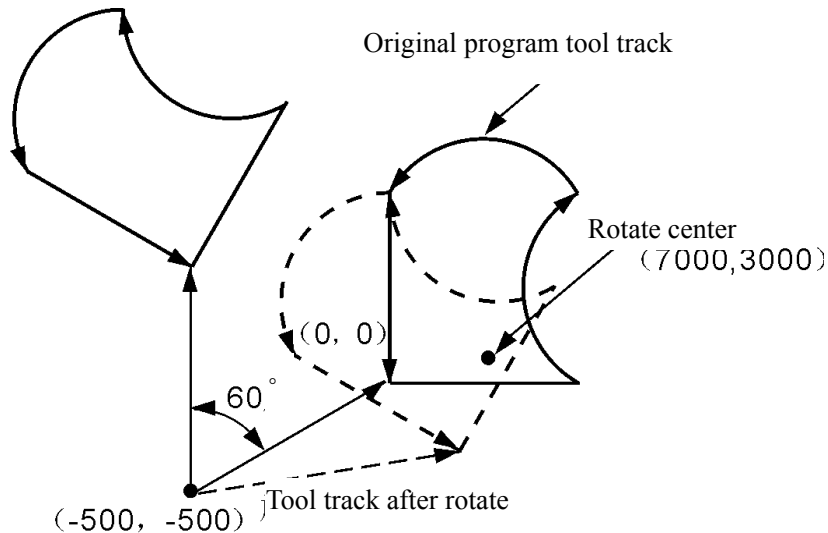 Original program tool track
Rotate center
(7000,3000)
(0, 0)
60°
Tool track after rotate
(-500, -500)